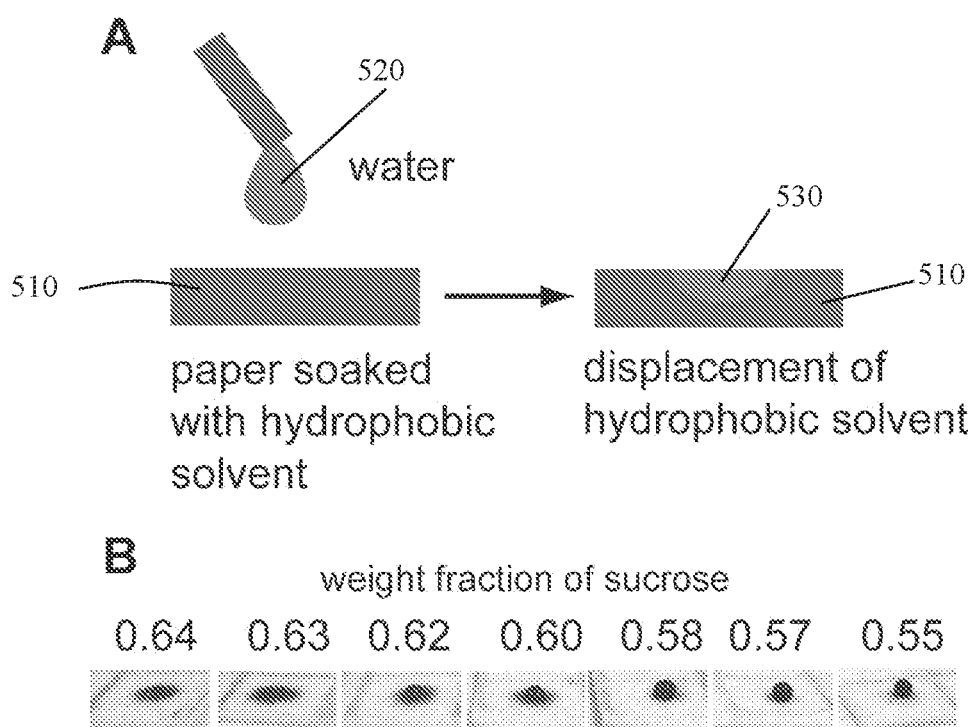 A
520
water
530
510
510
paper soaked
with hydrophobic
solvent
displacement of
hydrophobic solvent
B
weight fraction of sucrose
0.64 0.63 0.62 0.60 0.58 0.57 0.55